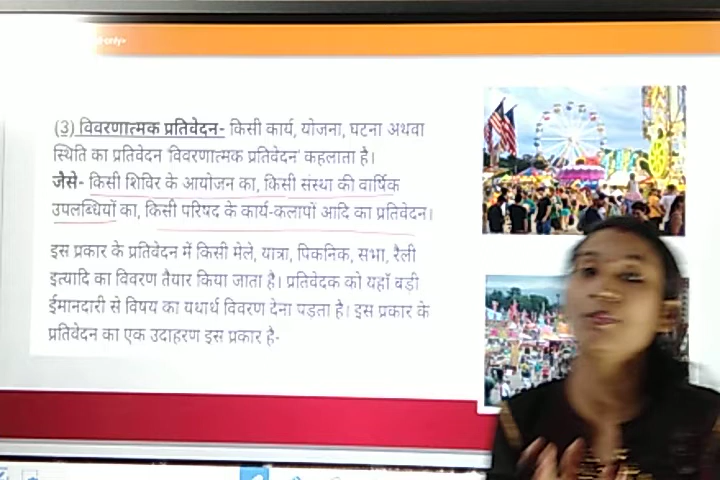 (3) विवरणात्मक प्रतिवेदन- किसी कार्य, योजना, घटना अथवा
स्थिति का प्रतिवेदन 'विवरणात्मक प्रतिवेदन' कहलाता है।
जैसे- किसी शिविर के आयोजन का, किसी संस्था की वार्षिक
उपलब्धियों का, किसी परिषद के कार्य-कलापों आदि का प्रतिवेदन।
इस प्रकार के प्रतिवेदन में किसी मेले, यात्रा, पिकनिक, सभा, रैली
इत्यादि का विवरण तैयार किया जाता है। प्रतिवेदक को यहाँ बड़ी
ईमानदारी से विषय का यथार्थ विवरण देना पड़ता है। इस प्रकार के
प्रतिवेदन का एक उदाहरण इस प्रकार है-